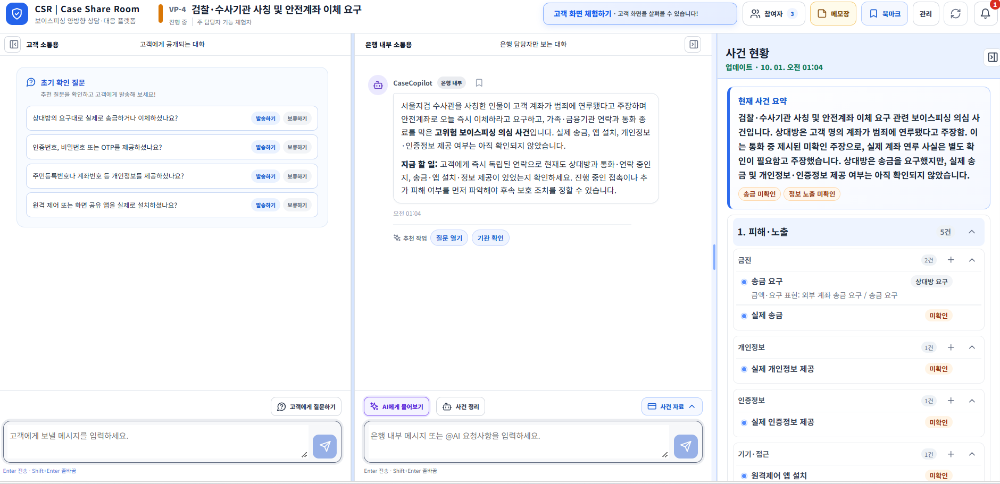 CSR | Case Share Room
보이스피싱 양방향 상담·대응 플랫폼
VP-4 검찰·수사기관 사칭 및 안전계좌 이체 요구
진행 중 주 담당자 기능 체험자
고객 화면 체험하기 · 고객 화면을 살펴볼 수 있습니다!
참여자 3
메모장
북마크
관리
1
고객 소통용
고객에게 공개되는 대화
초기 확인 질문
추천 질문을 확인하고 고객에게 발송해 보세요!
상대방의 요구대로 실제로 송금하거나 이체하셨나요? 발송하기 보류하기
인증번호, 비밀번호 또는 OTP를 제공하셨나요? 발송하기 보류하기
주민등록번호나 계좌번호 등 개인정보를 제공하셨나요? 발송하기 보류하기
원격 제어 또는 화면 공유 앱을 실제로 설치하셨나요? 발송하기 보류하기
고객에게 질문하기
고객에게 보낼 메시지를 입력하세요.
Enter 전송 · Shift+Enter 줄바꿈
은행 내부 소통용
은행 담당자만 보는 대화
CaseCopilot 은행 내부
서울지검 수사관을 사칭한 인물이 고객 계좌가 범죄에 연루됐다고 주장하며
안전계좌로 오늘 즉시 이체하라고 요구하고, 가족·금융기관 연락과 통화 종
료를 막은 고위험 보이스피싱 의심 사건입니다. 실제 송금, 앱 설치, 개인정보
·인증정보 제공 여부는 아직 확인되지 않았습니다.
지금 할 일: 고객에게 즉시 독립된 연락으로 현재도 상대방과 통화·연락 중인
지, 송금·앱 설치·정보 제공이 있었는지 확인하세요. 진행 중인 접촉이나 추
가 피해 여부를 먼저 파악해야 후속 보호 조치를 정할 수 있습니다.
오전 01:04
추천 작업 질문 열기 기관 확인
AI에게 물어보기
사건 정리
사건 자료
은행 내부 메시지 또는 @AI 요청사항을 입력하세요.
Enter 전송 · Shift+Enter 줄바꿈
사건 현황
업데이트 · 10. 01. 오전 01:04
현재 사건 요약
검찰·수사기관 사칭 및 안전계좌 이체 요구 관련 보이스피싱 의심 사
건입니다. 상대방은 고객 명의 계좌가 범죄에 연루됐다고 주장함. 이
는 통화 중 제시된 미확인 주장으로, 실제 계좌 연루 사실은 별도 확
인이 필요함고 주장했습니다. 상대방은 송금을 요구했지만, 실제 송
금 및 개인정보·인증정보 제공 여부는 아직 확인되지 않았습니다.
송금 미확인 정보 노출 미확인
1. 피해·노출 5건
금전 2건
송금 요구 상대방 요구
금액·요구 표현: 외부 계좌 송금 요구 / 송금 요구
실제 송금 미확인
개인정보 1건
실제 개인정보 제공 미확인
인증정보 1건
실제 인증정보 제공 미확인
기기·접근 1건
원격제어 앱 설치 미확인